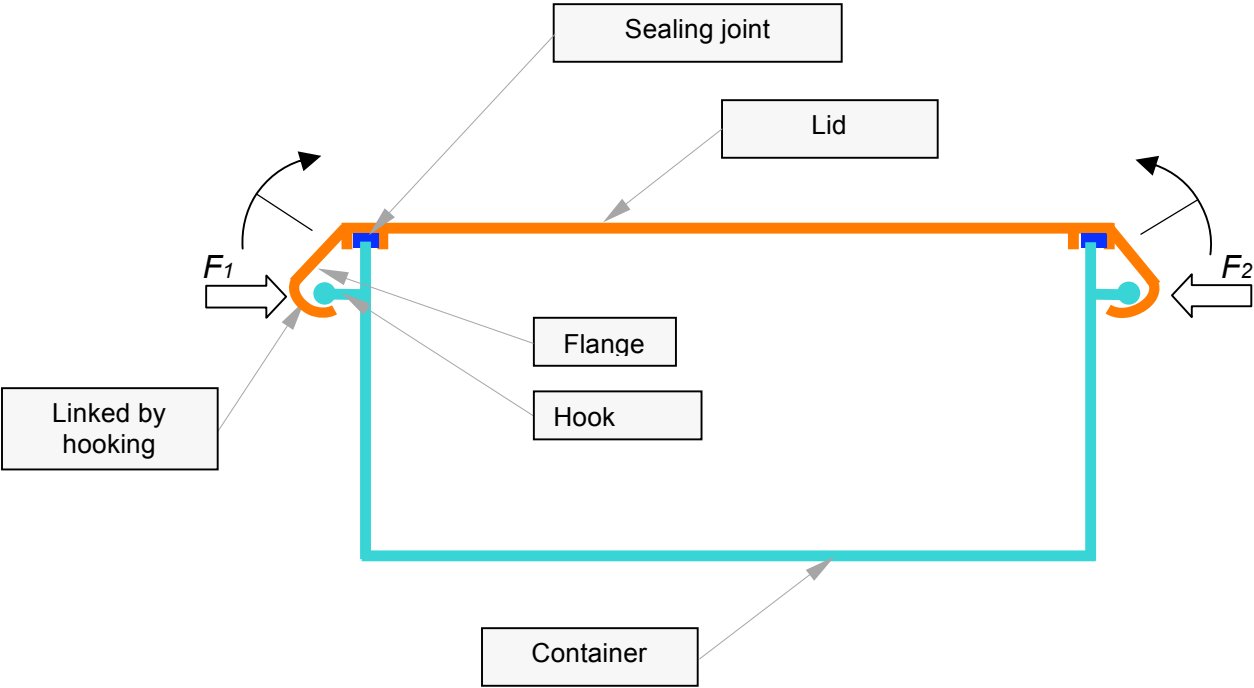 Sealing joint
Lid
F1
F2
Flange
Hook
Linked by
hooking
Container